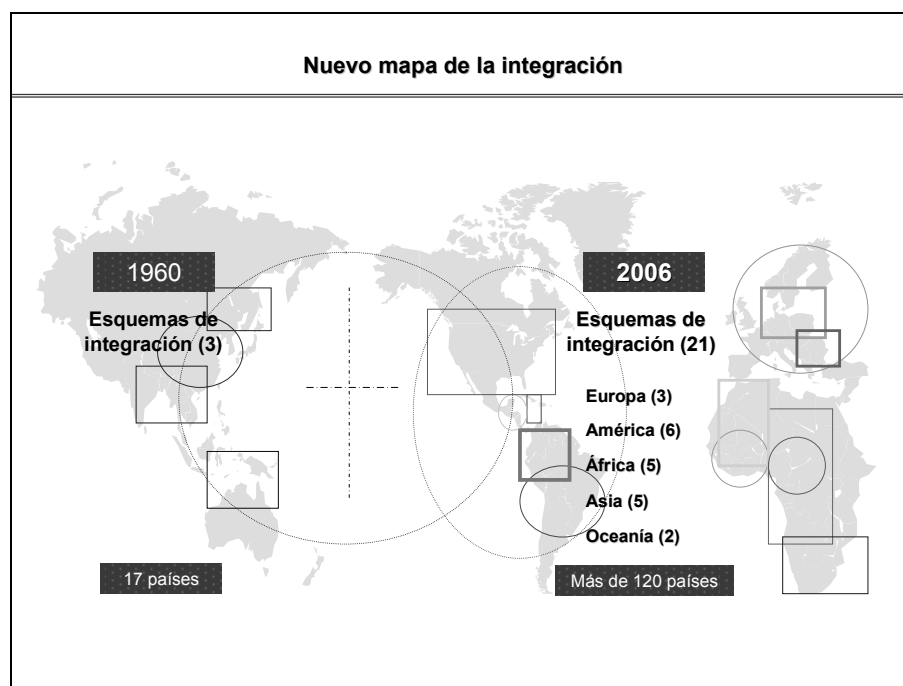 Nuevo mapa de la integración
1960
Esquemas de
integración (3)
17 países
2006
Esquemas de
integración (21)
Europa (3)
América (6)
África (5)
Asia (5)
Oceanía (2)
Más de 120 países